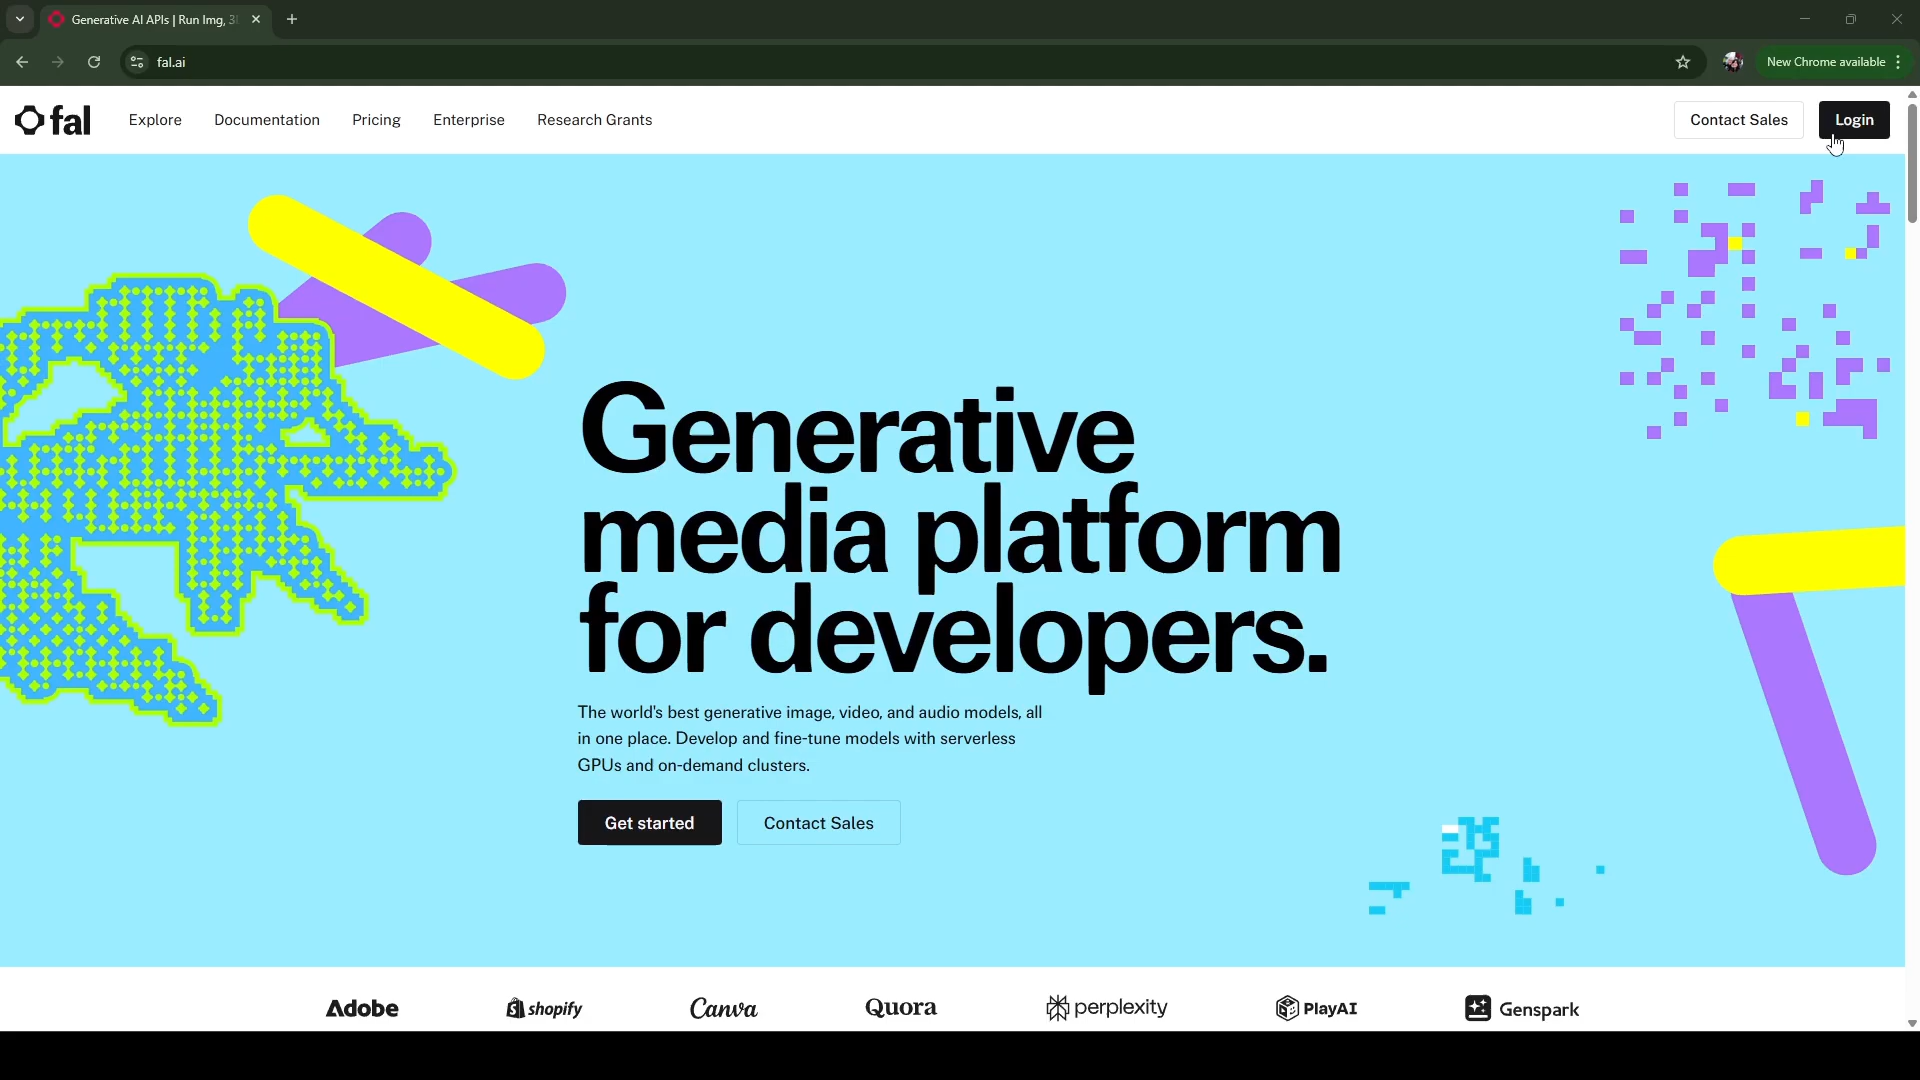 Generative AI APIs | Run Img, 3
fal.ai
New Chrome available
fal
Explore
Documentation
Pricing
Enterprise
Research Grants
Contact Sales
Login
Generative
media platform
for developers.
The world's best generative image, video, and audio models, all
in one place. Develop and fine-tune models with serverless
GPUs and on-demand clusters.
Get started
Contact Sales
Adobe
shopify
Canva
Quora
perplexity
PlayAI
Genspark